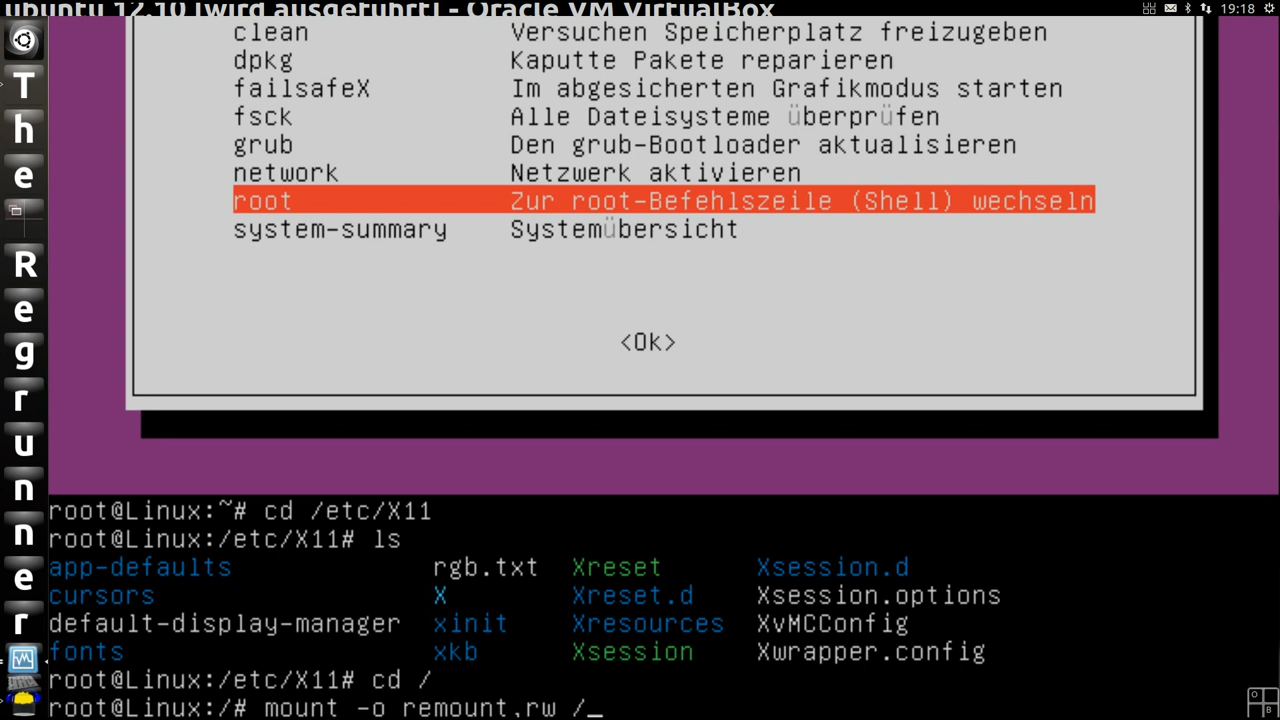 ubuntu 12.10 [wird ausgeführt] - Oracle VM VirtualBox
19:18
The Regrunner
clean Versuchen Speicherplatz freizugeben
dpkg Kaputte Pakete reparieren
failsafeX Im abgesicherten Grafikmodus starten
fsck Alle Dateisysteme überprüfen
grub Den grub-Bootloader aktualisieren
network Netzwerk aktivieren
root Zur root-Befehlszeile (Shell) wechseln
system-summary Systemübersicht
<Ok>
root@Linux:~# cd /etc/X11
root@Linux:/etc/X11# ls
app-defaults rgb.txt Xreset Xsession.d
cursors X Xreset.d Xsession.options
default-display-manager xinit Xresources XvMCConfig
fonts xkb Xsession Xwrapper.config
root@Linux:/etc/X11# cd /
root@Linux:/# mount -o remount,rw /_